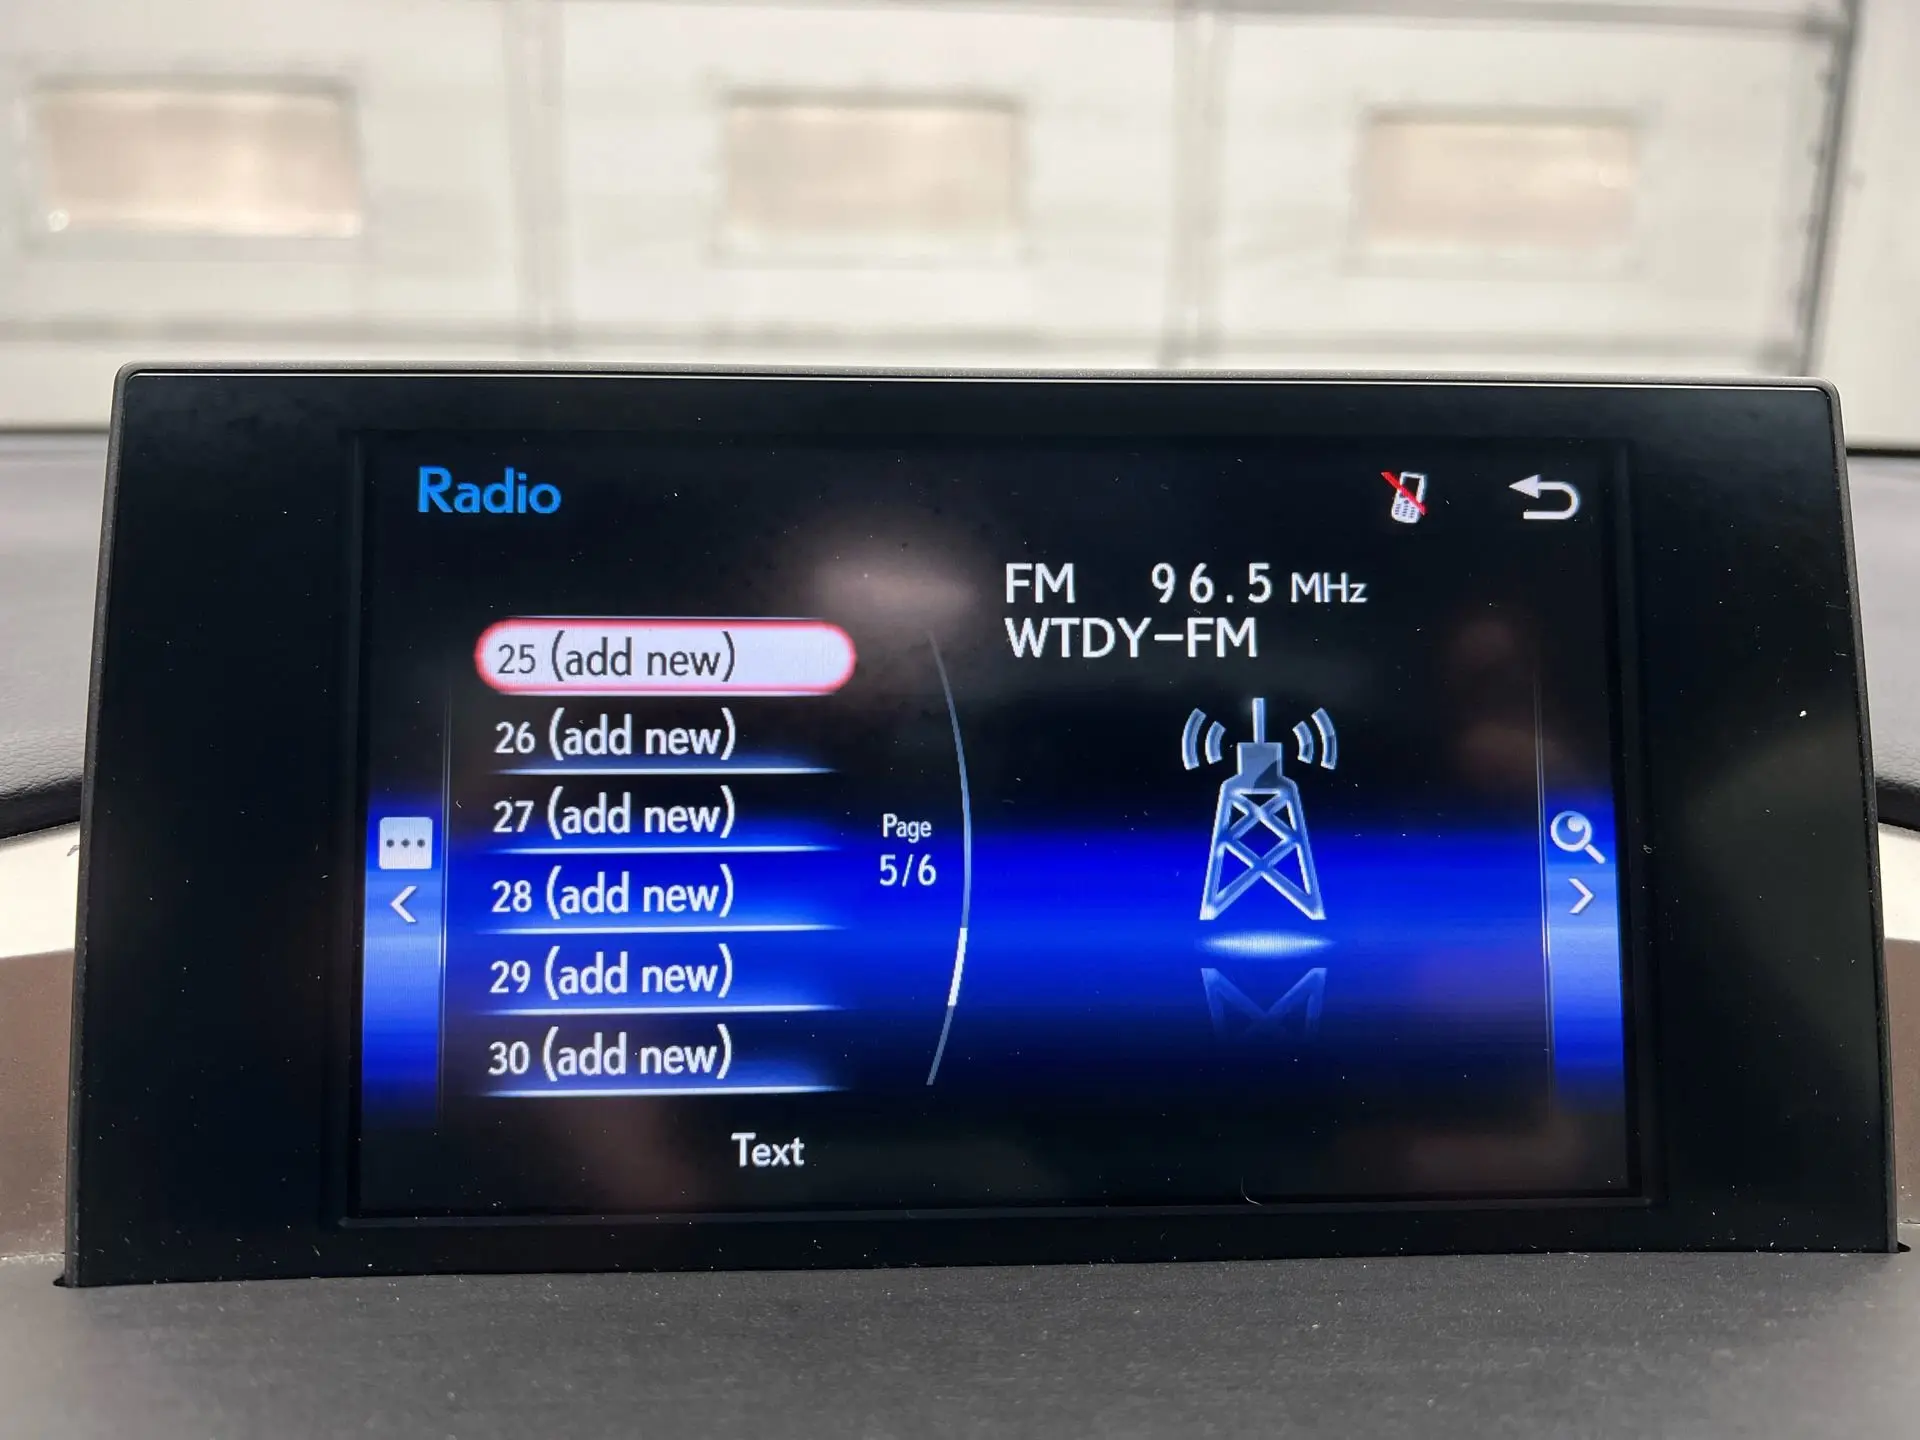 Radio
FM 96.5 MHz
WTDY-FM
25 (add new)
26 (add new)
27 (add new)
28 (add new)
29 (add new)
30 (add new)
Page
5/6
Text